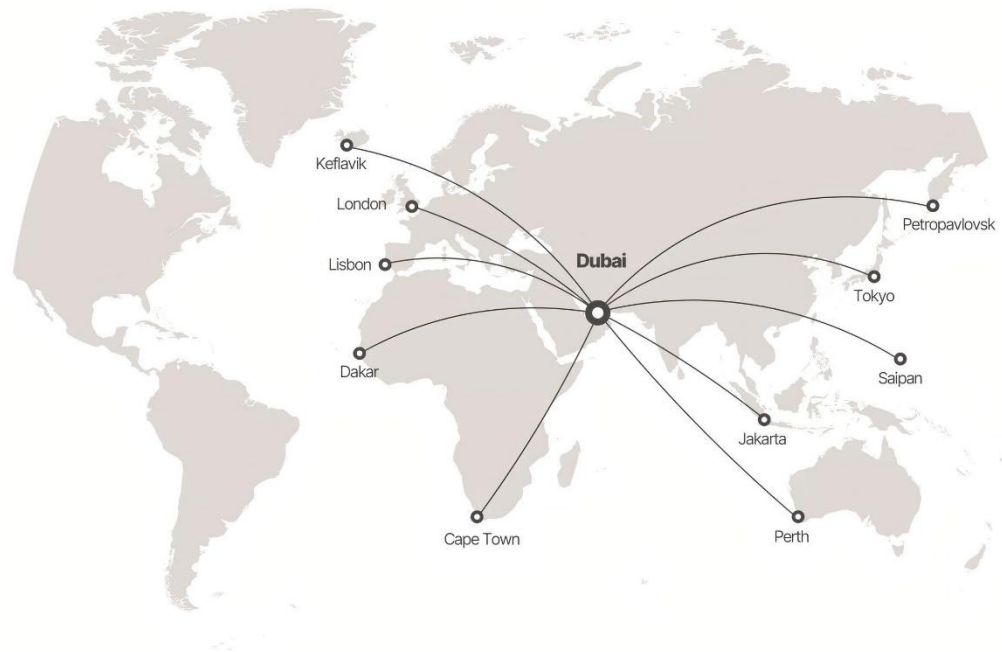 Keflavik
London
Petropavlovsk
Lisbon
Dubai
Tokyo
Dakar
Saipan
Jakarta
Cape Town
Perth